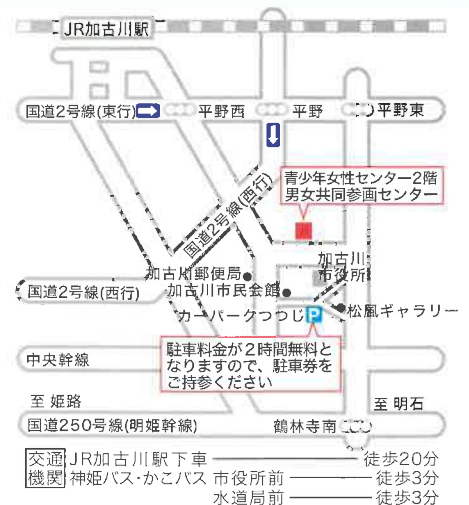 JR加古川駅
国道2号線(東行)
平野西
平野
平野東
青少年女性センター2階
男女共同参画センター
国道2号線(西行)
加古川
市役所
加古川郵便局
加古川市民会館
国道2号線(西行)
カーパークつつじ
P
松風ギャラリー
駐車料金が2時間無料と
なりますので、駐車券を
ご持参ください
中央幹線
至 姫路
至 明石
国道250号線(明姫幹線)
鶴林寺南
交通機関
JR加古川駅下車 徒歩20分
神姫バス・かこバス 市役所前 徒歩3分
水道局前 徒歩3分